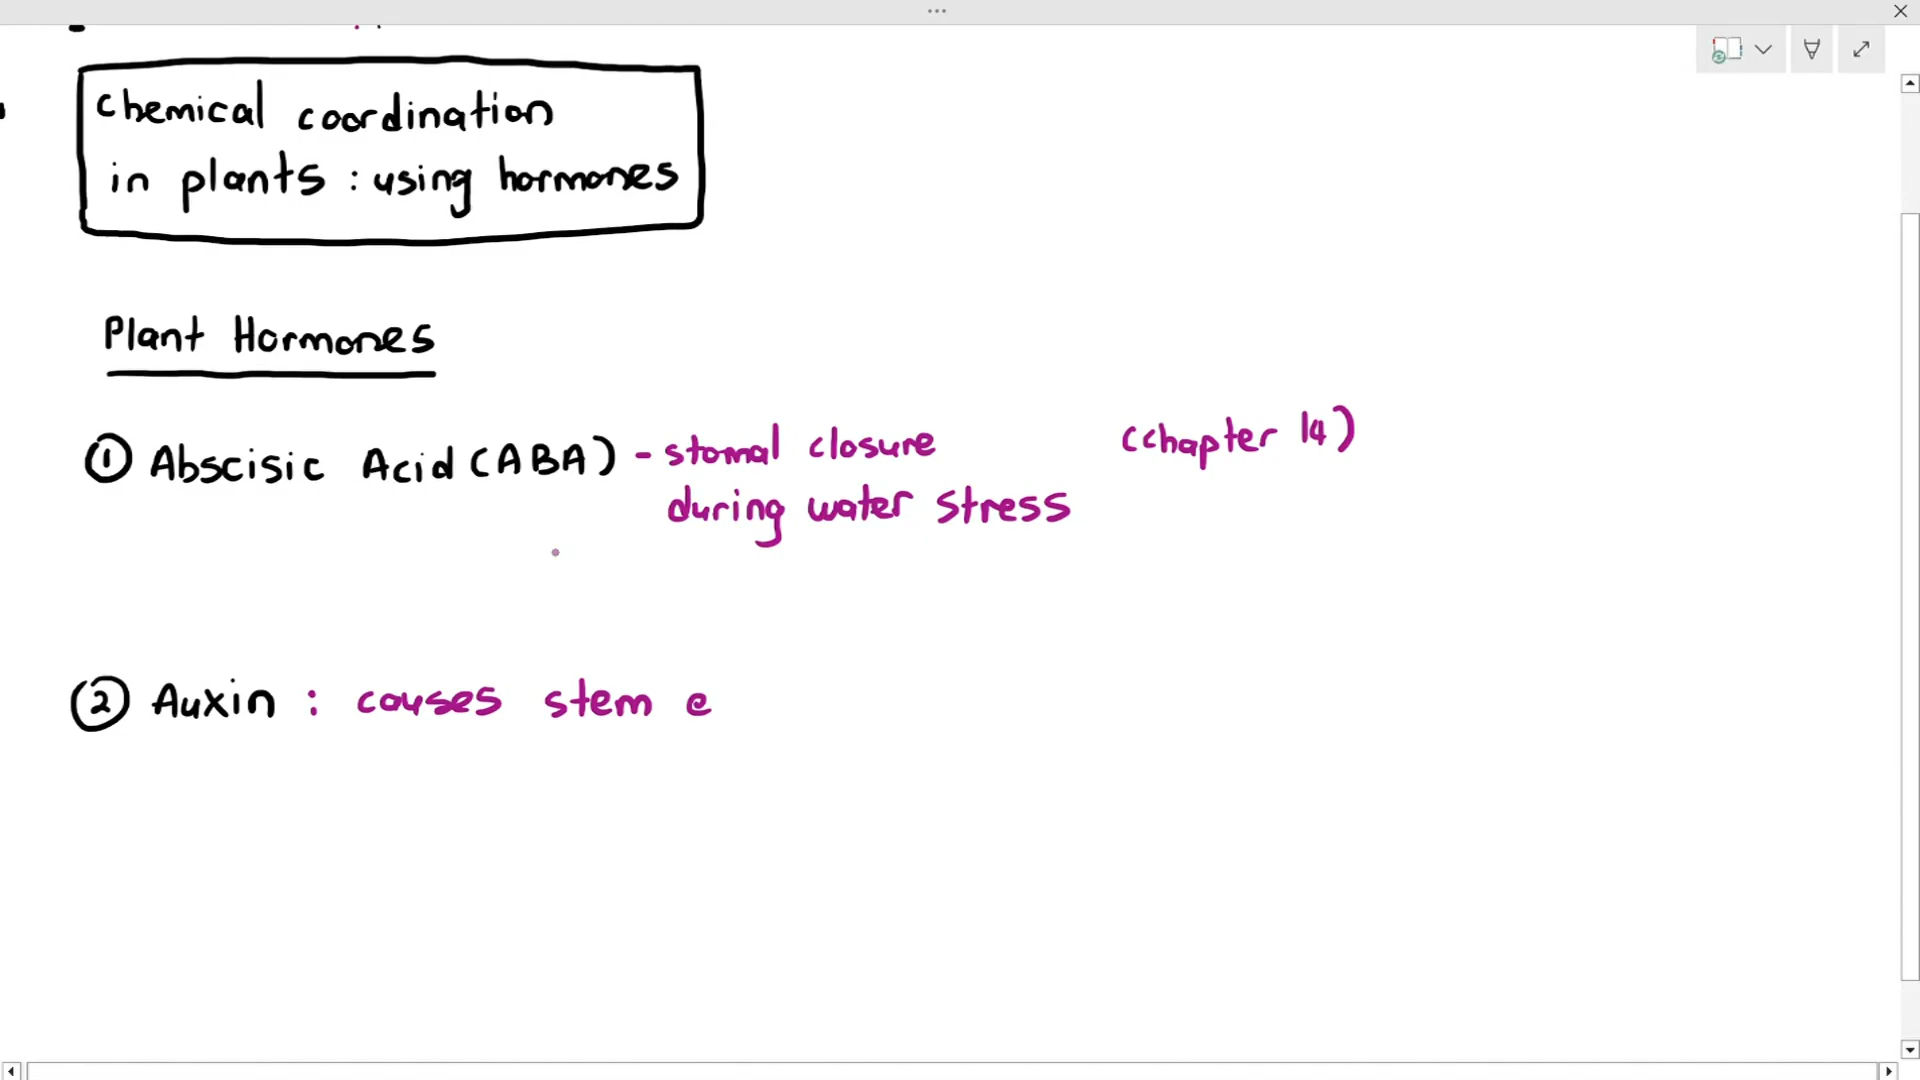 Chemical coordination
in plants : using hormones
Plant Hormones
① Abscisic Acid (ABA) - stomal closure (chapter 14)
during water stress
② Auxin : causes stem e